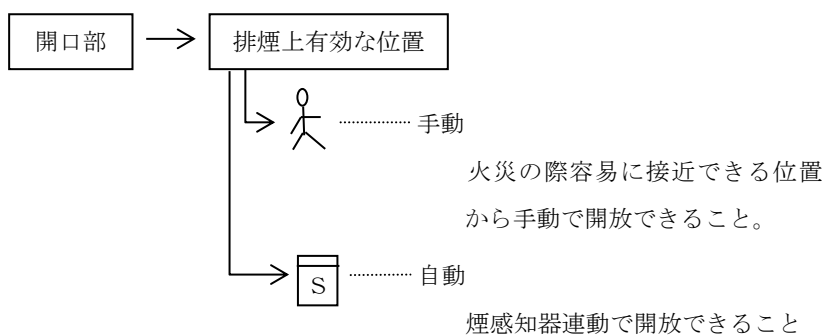 開口部
排煙上有効な位置
手動
火災の際容易に接近できる位置
から手動で開放できること。
S
自動
煙感知器連動で開放できること